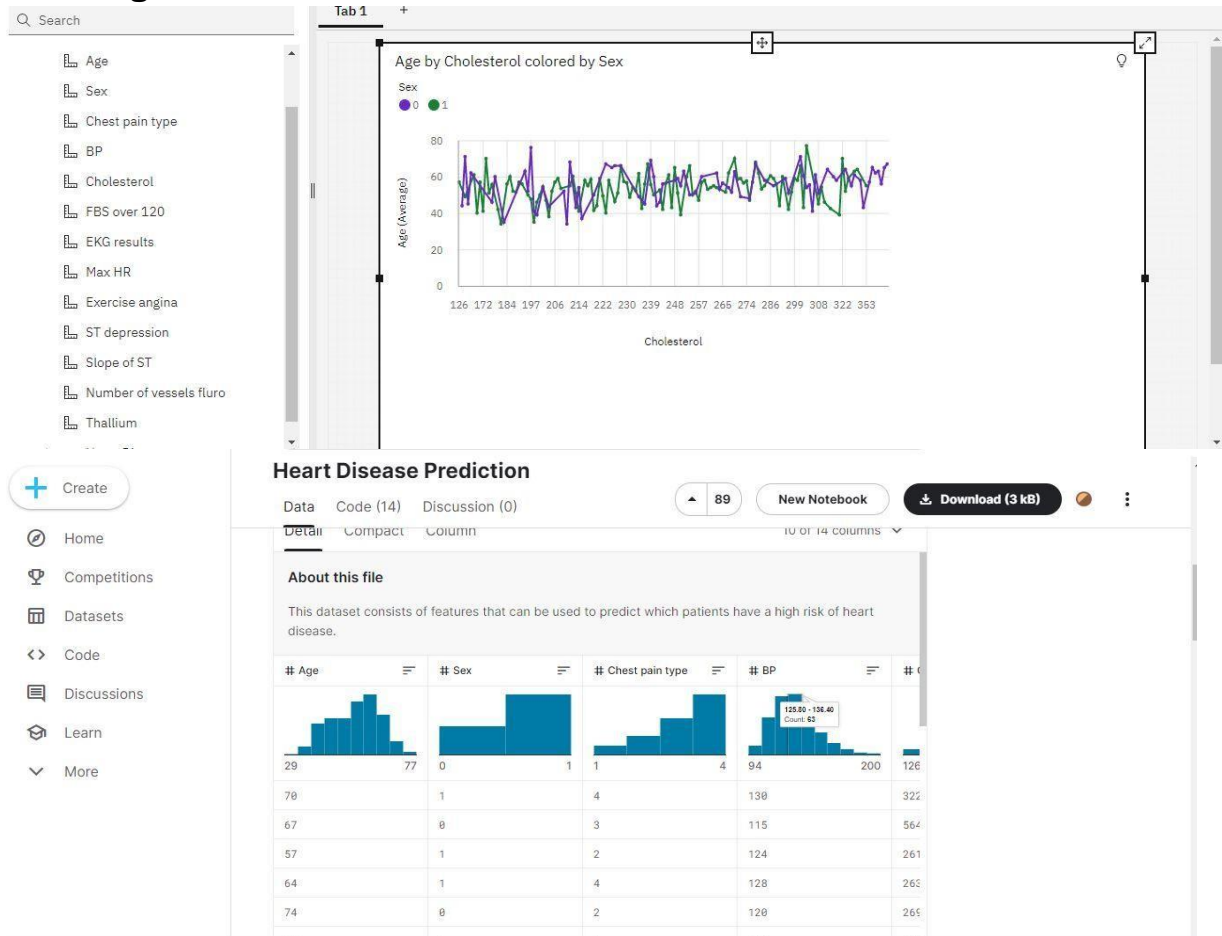 Search
Tab 1 +
Age
Sex
Chest pain type
BP
Cholesterol
FBS over 120
EKG results
Max HR
Exercise angina
ST depression
Slope of ST
Number of vessels fluro
Thallium
Age by Cholesterol colored by Sex
Sex
0 1
80
60
40
20
0
Age (Average)
126 172 184 197 206 214 222 230 239 248 257 265 274 286 299 308 322 353
Cholesterol
Create
Home
Competitions
Datasets
Code
Discussions
Learn
More
Heart Disease Prediction
Data Code (14) Discussion (0)
89 New Notebook Download (3 kB)
Detail Compact Column 10 of 14 columns
About this file
This dataset consists of features that can be used to predict which patients have a high risk of heart
disease.
# Age # Sex # Chest pain type # BP #
125.80 - 136.40
Count: 63
29 77 0 1 1 4 94 200 126
70 1 4 130 322
67 0 3 115 564
57 1 2 124 261
64 1 4 128 263
74 0 2 120 269